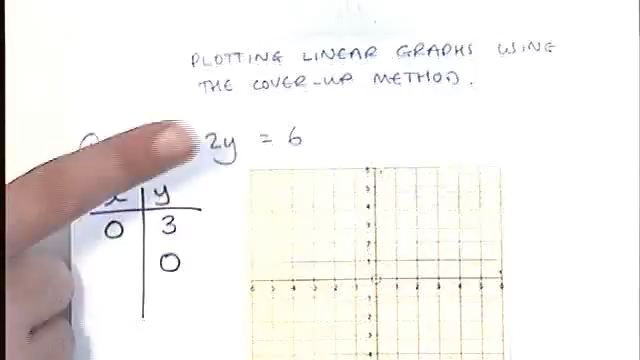 PLOTTING LINEAR GRAPHS USING
THE COVER-UP METHOD.
2y = 6
x y
0 3
0